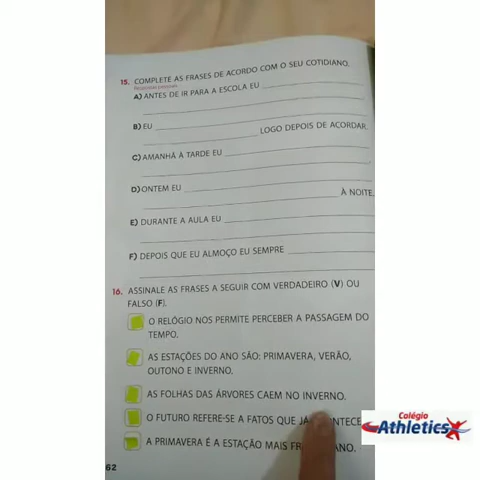 15. COMPLETE AS FRASES DE ACORDO COM O SEU COTIDIANO.
Respostas pessoais.
A) ANTES DE IR PARA A ESCOLA EU
B) EU
LOGO DEPOIS DE ACORDAR.
C) AMANHÃ À TARDE EU
D) ONTEM EU
À NOITE.
E) DURANTE A AULA EU
F) DEPOIS QUE EU ALMOÇO EU SEMPRE
16. ASSINALE AS FRASES A SEGUIR COM VERDADEIRO (V) OU
FALSO (F).
O RELÓGIO NOS PERMITE PERCEBER A PASSAGEM DO
TEMPO.
AS ESTAÇÕES DO ANO SÃO: PRIMAVERA, VERÃO,
OUTONO E INVERNO.
AS FOLHAS DAS ÁRVORES CAEM NO INVERNO.
O FUTURO REFERE-SE A FATOS QUE
A PRIMAVERA É A ESTAÇÃO MAIS ANO.
62
Colégio
Athletics